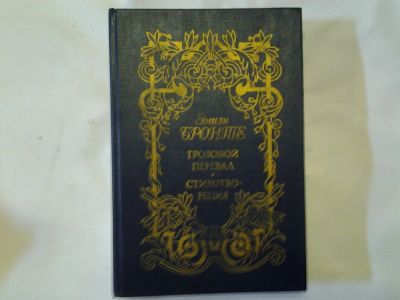 Эмили
БРОНТЕ
ГРОЗОВОЙ
ПЕРЕВАЛ
СТИХОТВО-
РЕНИЯ